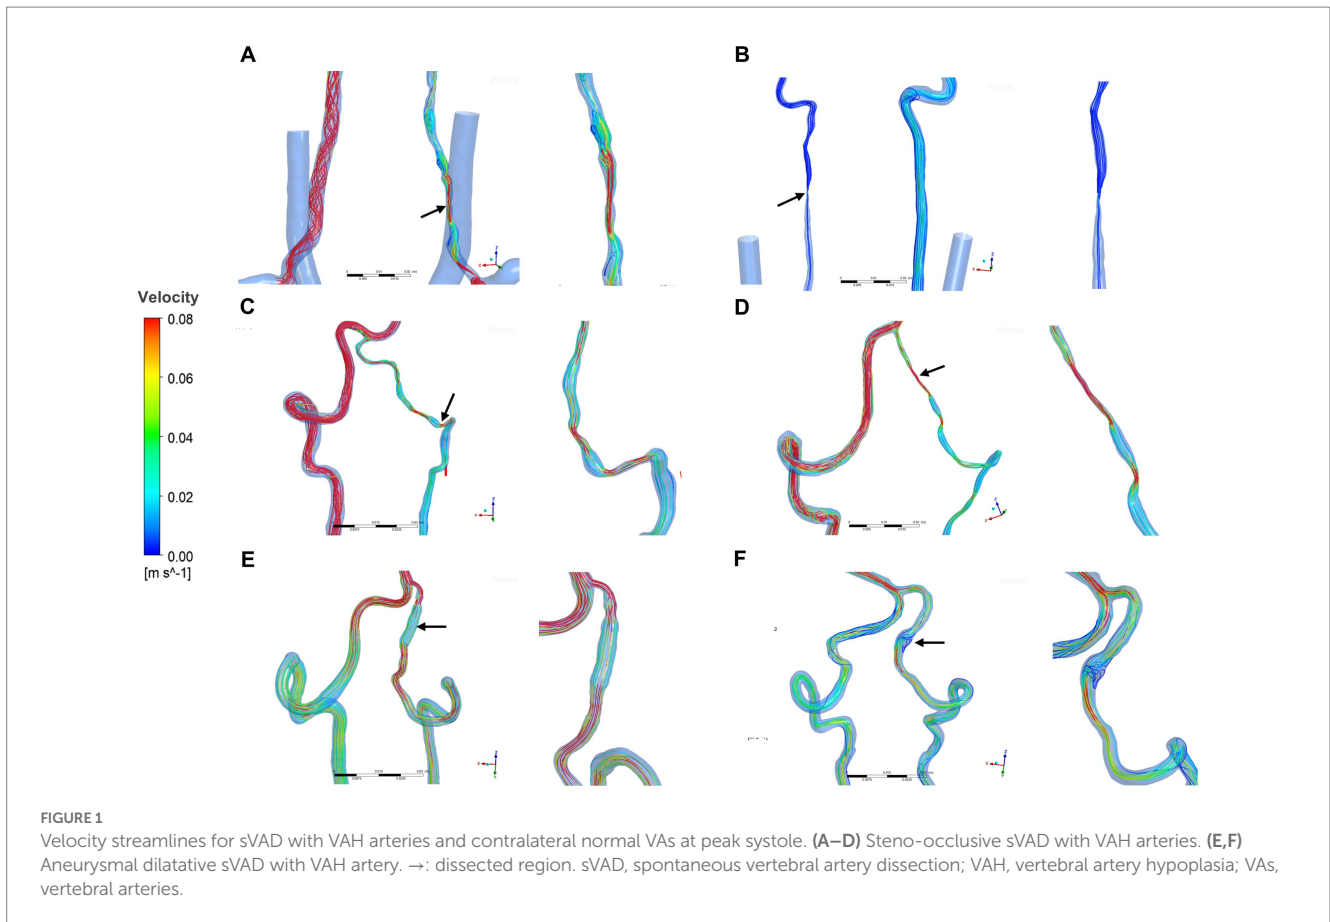 A
B
Velocity
0.08
0.06
0.04
0.02
0.00
[m s^-1]
C
D
E
F
FIGURE 1
Velocity streamlines for sVAD with VAH arteries and contralateral normal VAs at peak systole. (A–D) Steno-occlusive sVAD with VAH arteries. (E,F)
Aneurysmal dilatative sVAD with VAH artery. →: dissected region. sVAD, spontaneous vertebral artery dissection; VAH, vertebral artery hypoplasia; VAs,
vertebral arteries.